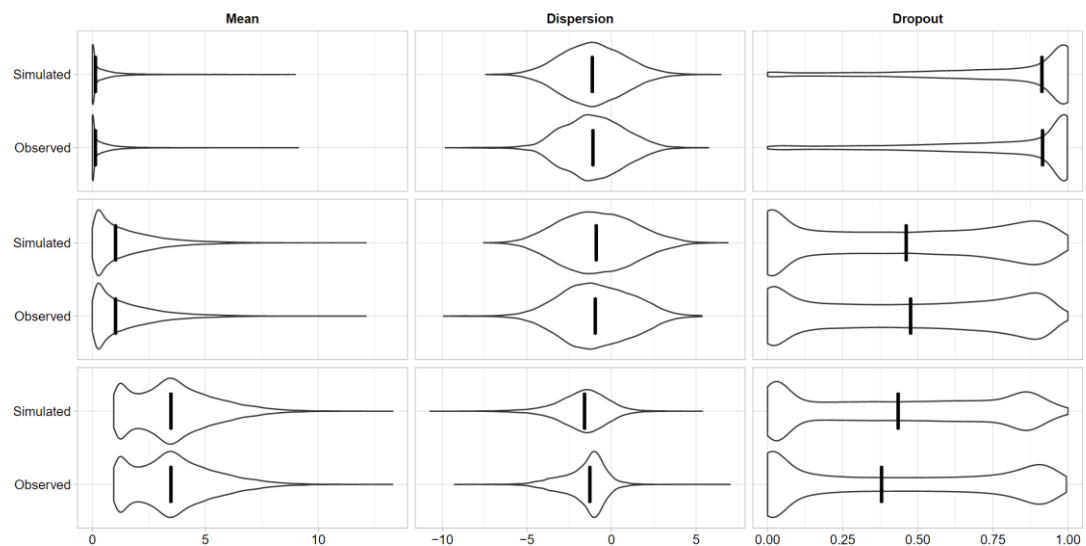 Mean Dispersion Dropout
Simulated
Observed
Simulated
Observed
Simulated
Observed
0 5 10 −10 −5 0 5 0.00 0.25 0.50 0.75 1.00